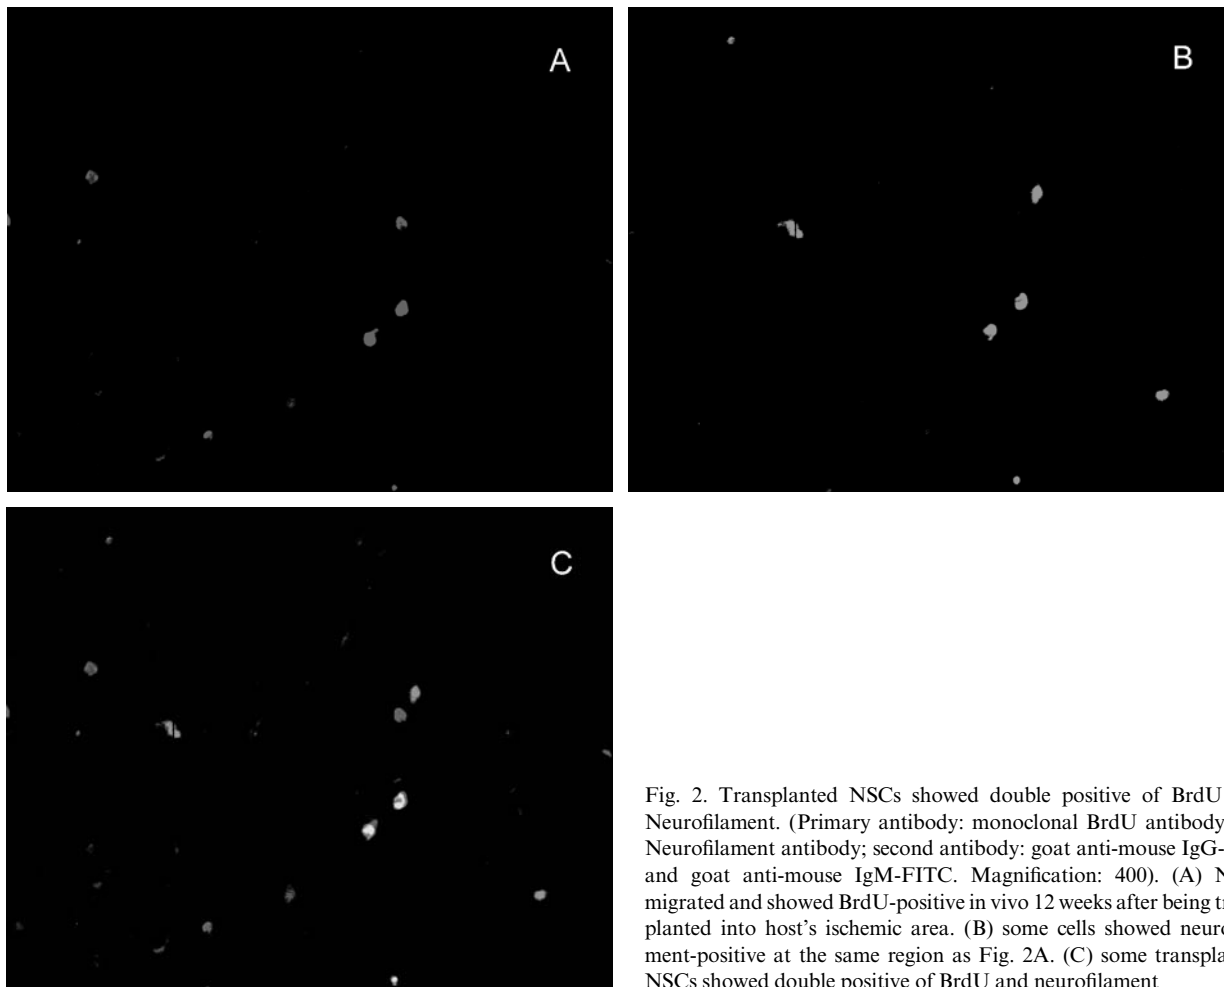 A
B
C
Fig. 2. Transplanted NSCs showed double positive of BrdU
Neurofilament. (Primary antibody: monoclonal BrdU antibody
Neurofilament antibody; second antibody: goat anti-mouse IgG-
and goat anti-mouse IgM-FITC. Magnification: 400). (A) N
migrated and showed BrdU-positive in vivo 12 weeks after being tr
planted into host's ischemic area. (B) some cells showed neuro
ment-positive at the same region as Fig. 2A. (C) some transpla
NSCs showed double positive of BrdU and neurofilament